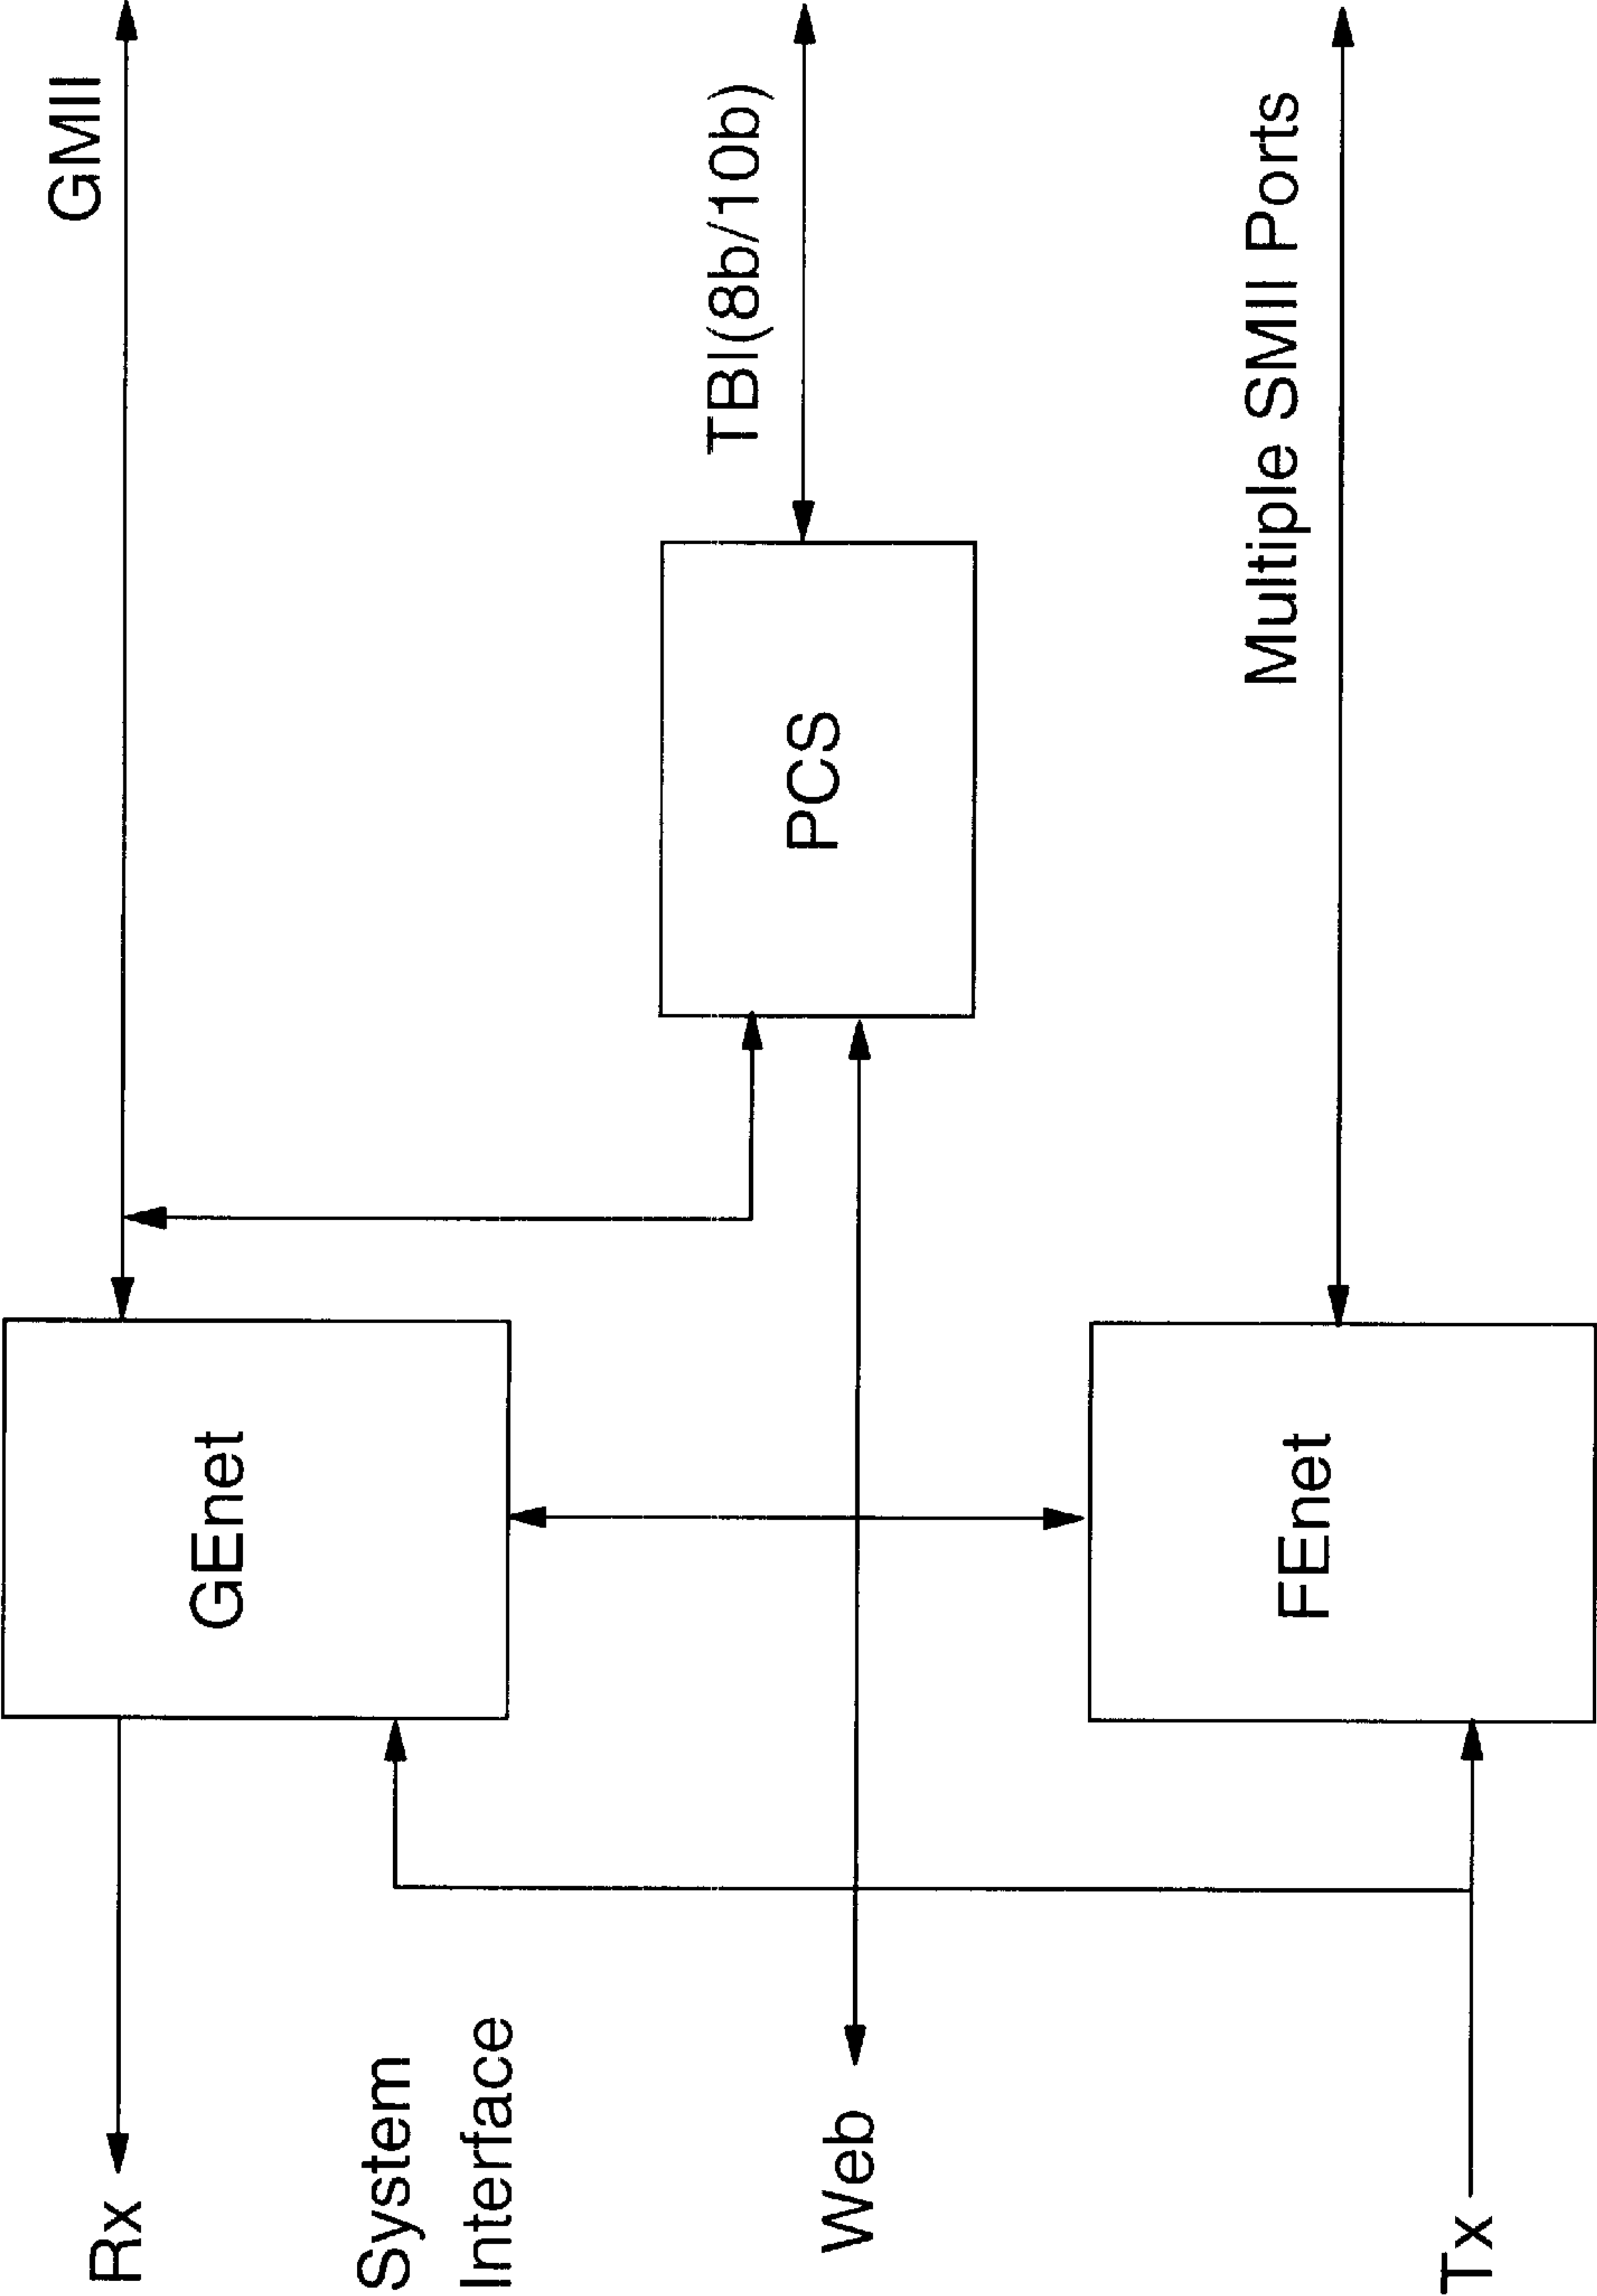 Rx
GEnet
GMII
System
Interface
TBI(8b/10b)
PCS
Web
Multiple SMII Ports
FEnet
Tx